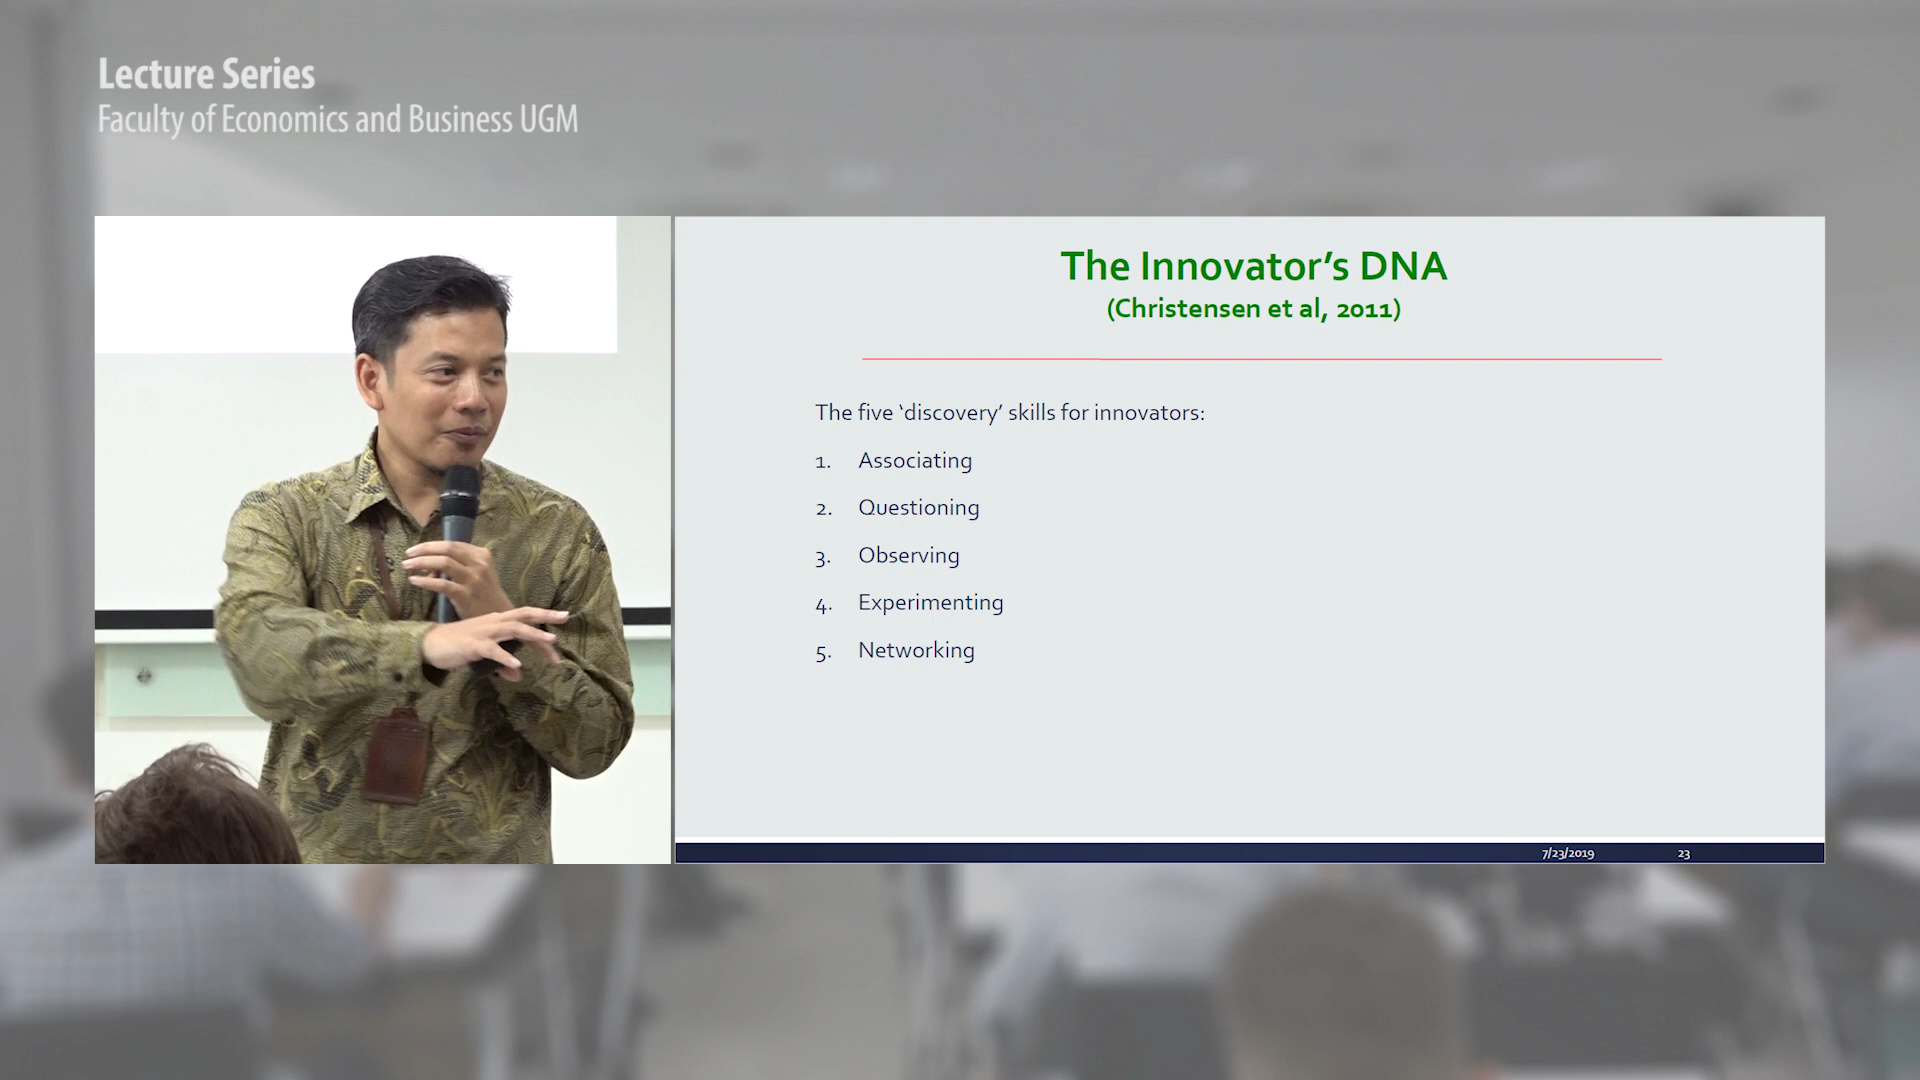 Lecture Series
Faculty of Economics and Business UGM
The Innovator’s DNA
(Christensen et al, 2011)
The five ‘discovery’ skills for innovators:
1. Associating
2. Questioning
3. Observing
4. Experimenting
5. Networking
7/23/2019 23